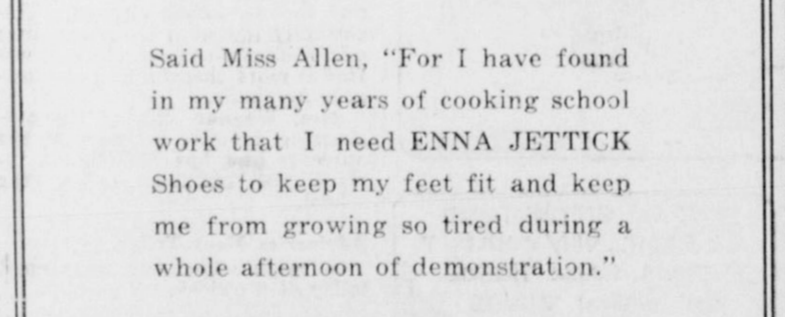 Said Miss Allen, "For I have found
in my many years of cooking school
work that I need ENNA JETTICK
Shoes to keep my feet fit and keep
me from growing so tired during a
whole afternoon of demonstration."